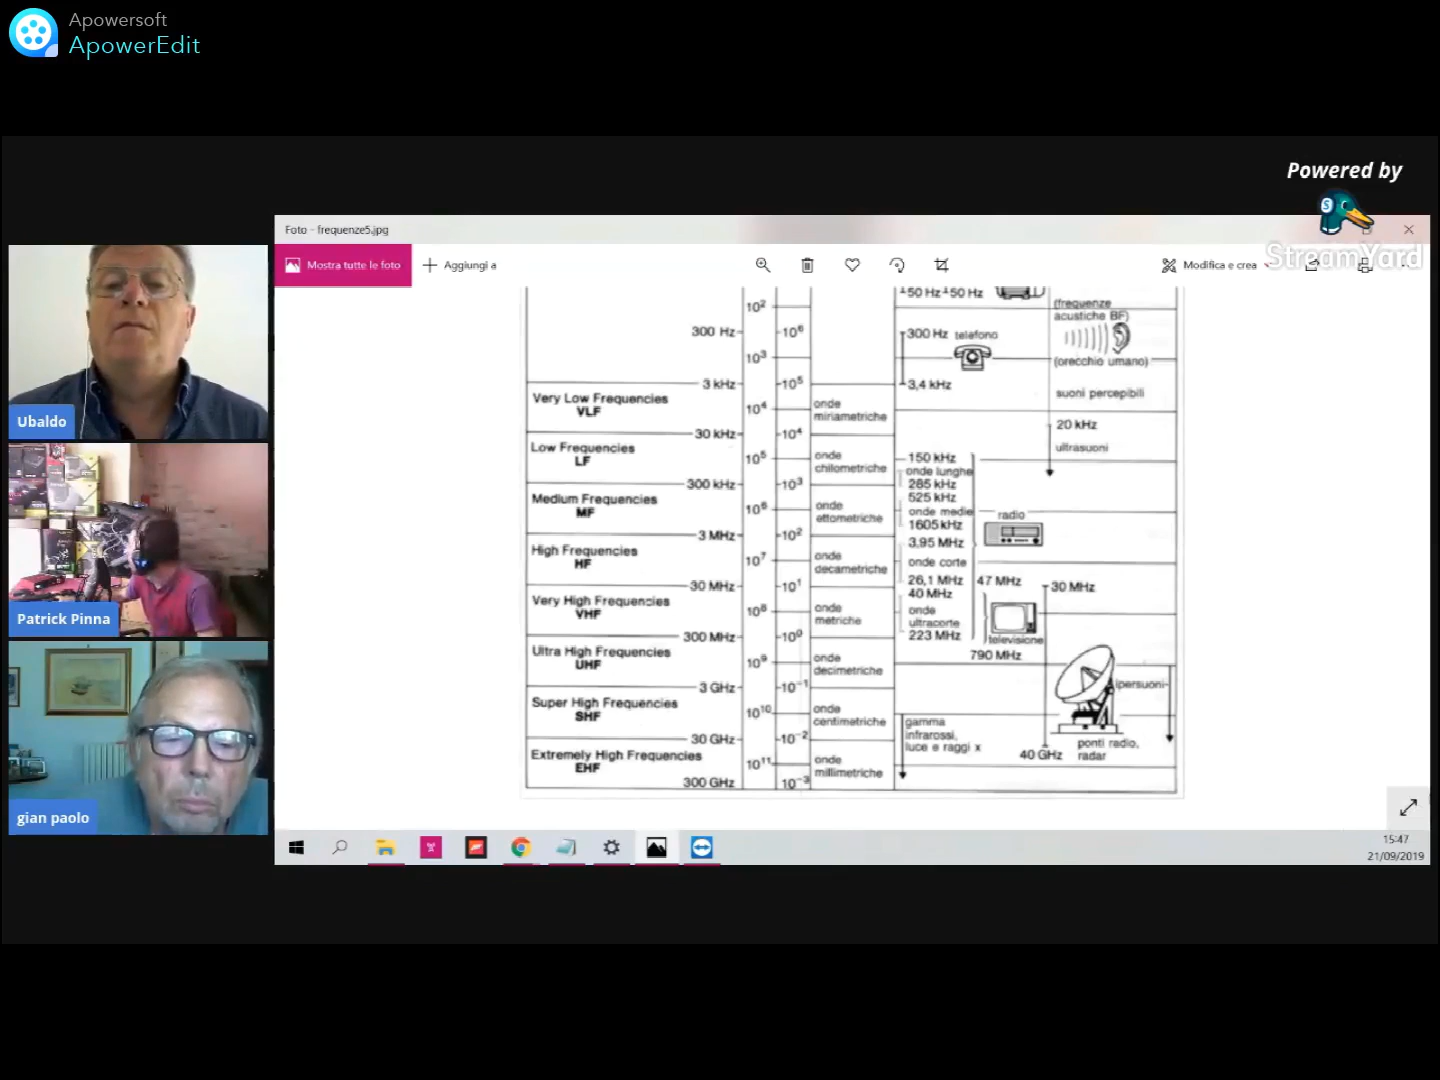 Apowersoft
ApowerEdit
Powered by
StreamYard
Foto - frequenze5.jpg
Mostra tutte le foto
Aggiungi a
Modifica e crea
Ubaldo
Patrick Pinna
gian paolo
10²
300 Hz
10⁶
10³
3 kHz
10⁵
Very Low Frequencies
VLF
10⁴
onde
miriametriche
30 kHz
10⁴
Low Frequencies
LF
10⁵
onde
chilometriche
300 kHz
10³
Medium Frequencies
MF
10⁶
onde
ettometriche
3 MHz
10²
High Frequencies
HF
10⁷
onde
decametriche
30 MHz
10¹
Very High Frequencies
VHF
10⁸
onde
metriche
300 MHz
10⁰
Ultra High Frequencies
UHF
10⁹
onde
decimetriche
3 GHz
10⁻¹
Super High Frequencies
SHF
10¹⁰
onde
centimetriche
30 GHz
10⁻²
Extremely High Frequencies
EHF
10¹¹
onde
millimetriche
300 GHz
10⁻³
50 Hz 50 Hz
300 Hz telefono
3,4 kHz
150 kHz
onde lunghe
285 kHz
525 kHz
onde medie
1605 kHz
radio
3,95 MHz
onde corte
26,1 MHz
40 MHz
onde
ultracorte
223 MHz
47 MHz
televisione
790 MHz
gamma
infrarossi,
luce e raggi x
(frequenze
acustiche BF)
(orecchio umano)
suoni percepibili
20 kHz
ultrasuoni
30 MHz
ipersuoni
40 GHz
ponti radio,
radar
15:47
21/09/2019